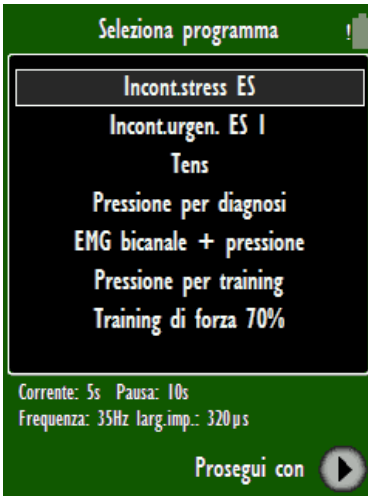 Seleziona programma !
Incont.stress ES
Incont.urgen. ES I
Tens
Pressione per diagnosi
EMG bicanale + pressione
Pressione per training
Training di forza 70%
Corrente: 5s Pausa: 10s
Frequenza: 35Hz larg.imp.: 320µs
Prosegui con